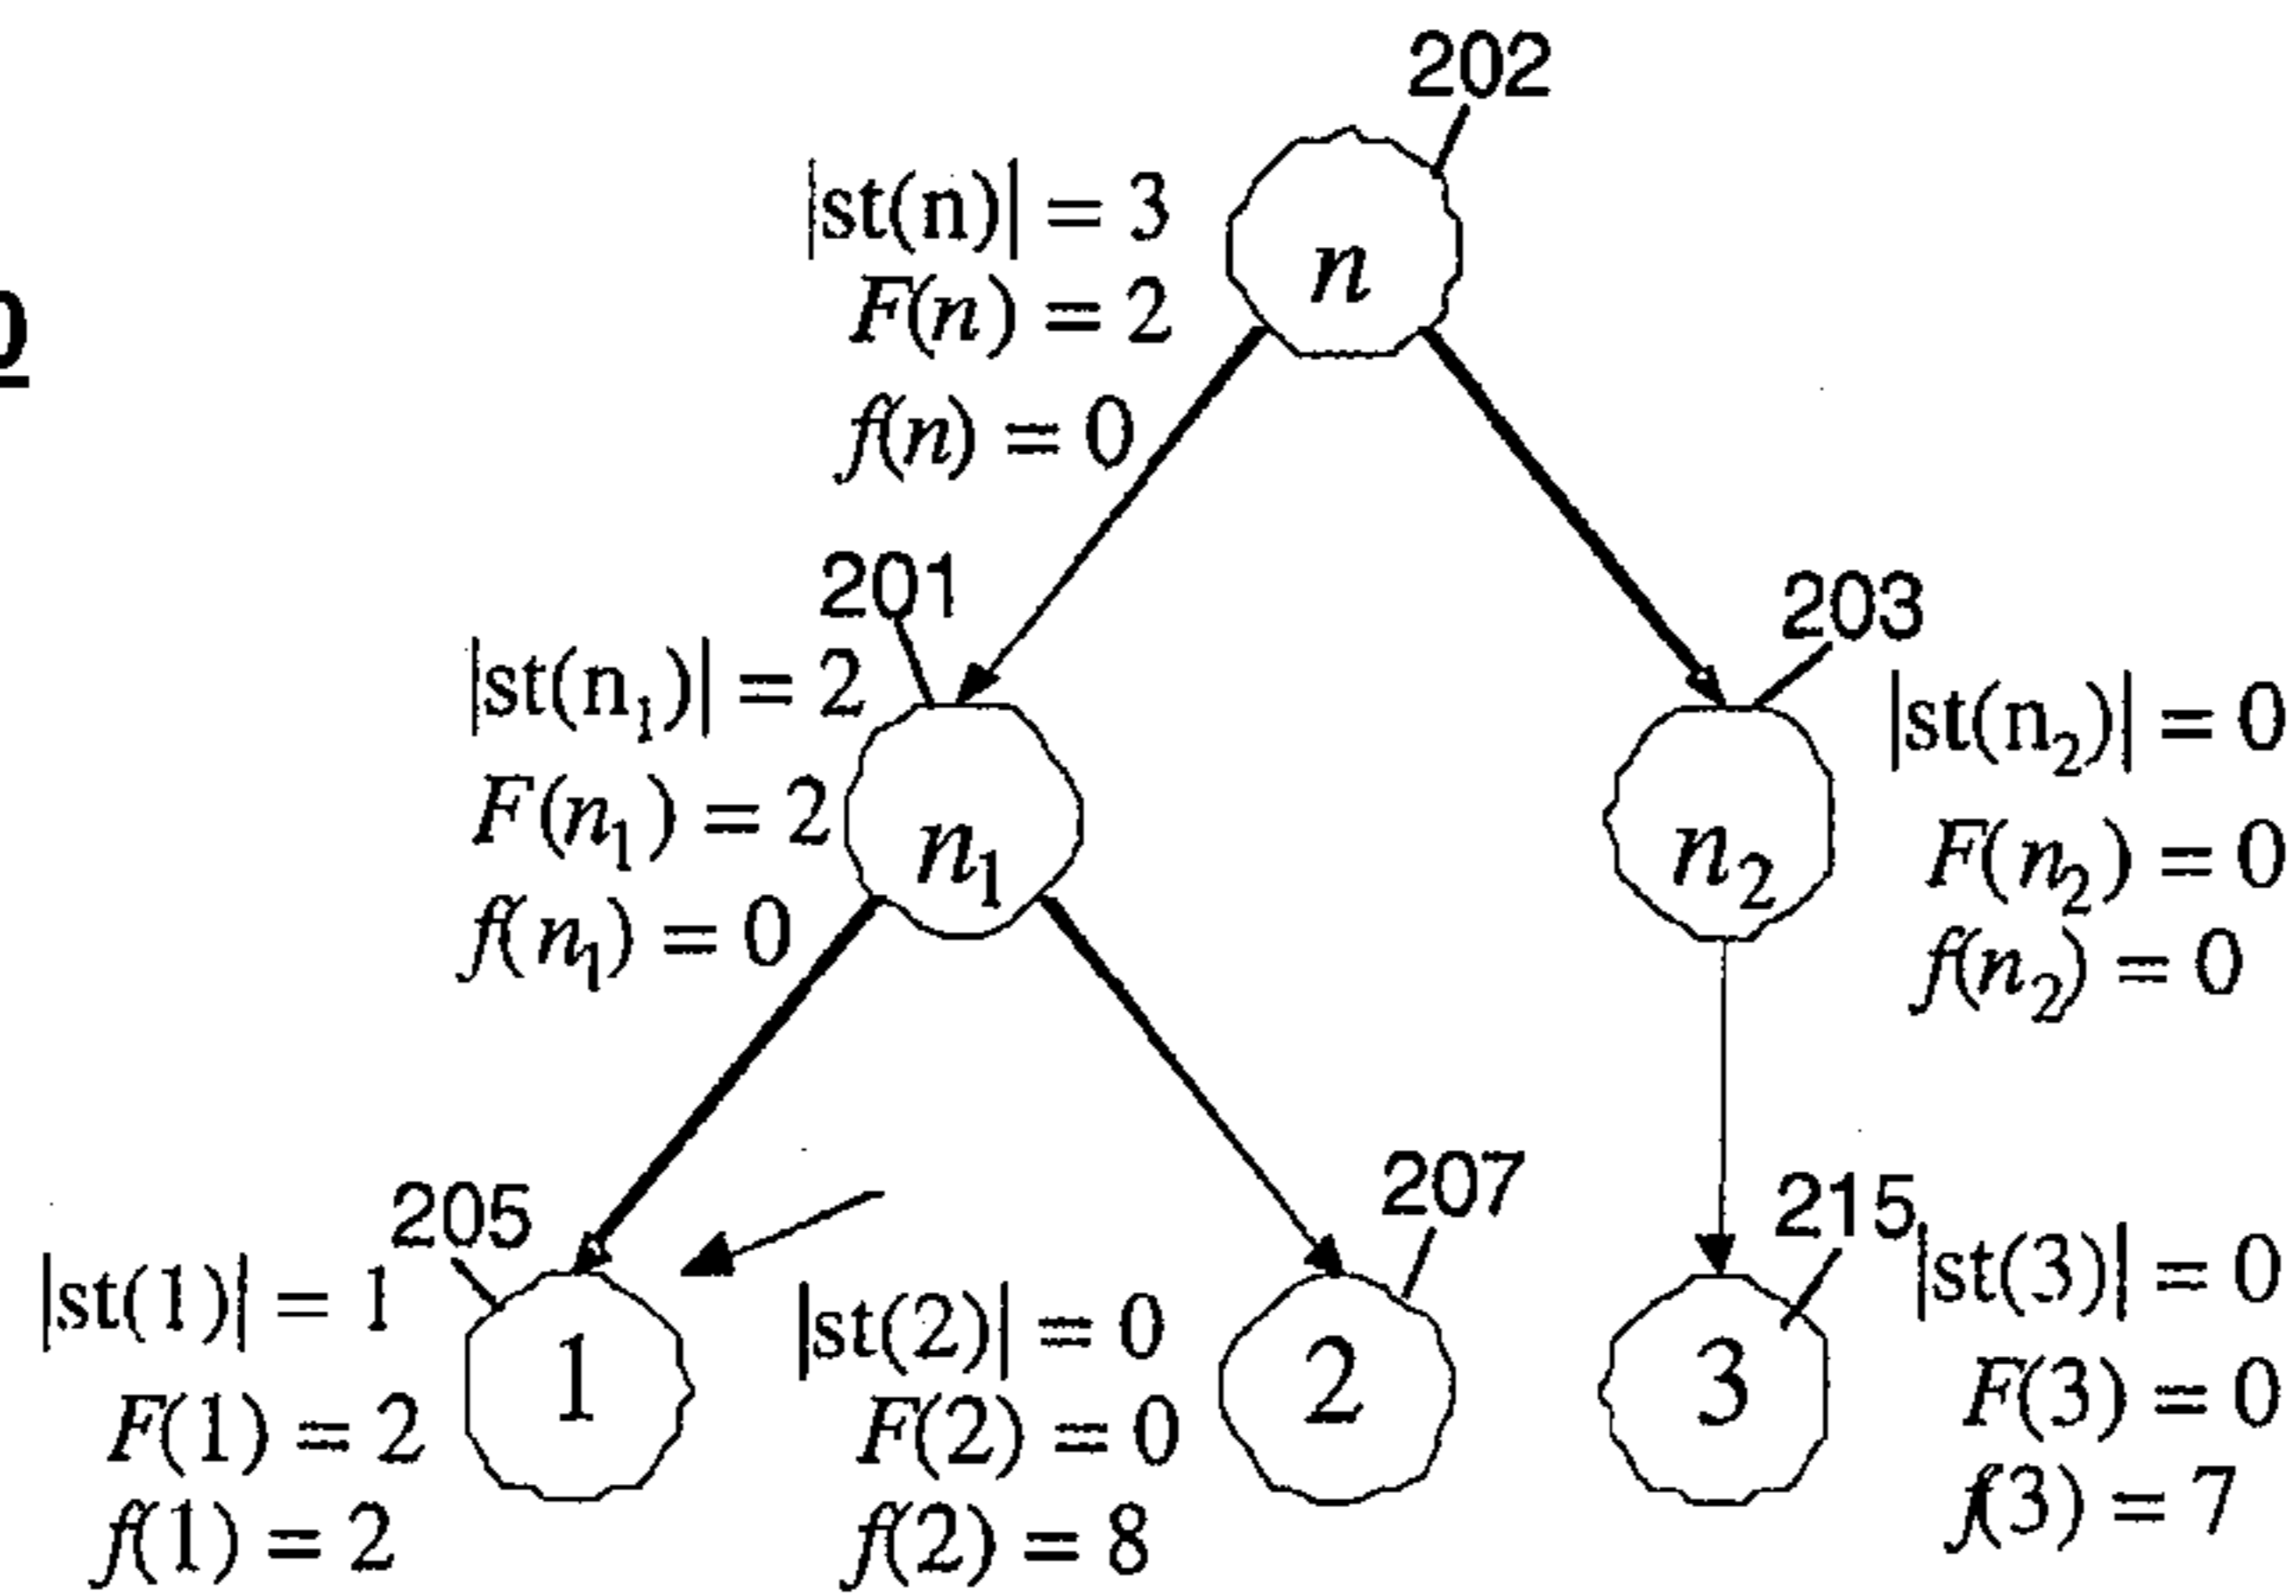 202
|st(n)| = 3
F(n) = 2
f(n) = 0
n
201
203
|st(n₁)| = 2
F(n₁) = 2
f(n₁) = 0
n₁
n₂
|st(n₂)| = 0
F(n₂) = 0
f(n₂) = 0
205
|st(1)| = 1
F(1) = 2
f(1) = 2
1
207
|st(2)| = 0
F(2) = 0
f(2) = 8
2
215
|st(3)| = 0
F(3) = 0
f(3) = 7
3